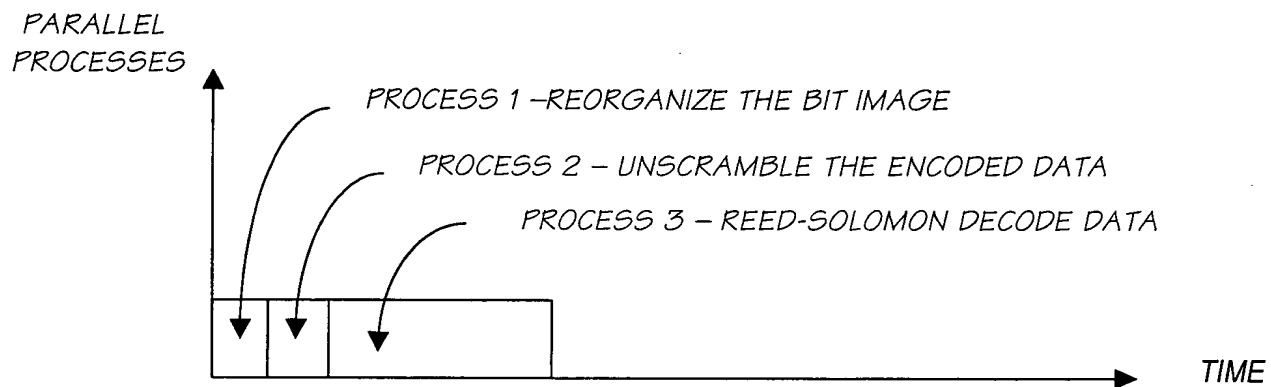 PARALLEL
PROCESSES
PROCESS 1 –REORGANIZE THE BIT IMAGE
PROCESS 2 – UNSCRAMBLE THE ENCODED DATA
PROCESS 3 – REED-SOLOMON DECODE DATA
TIME